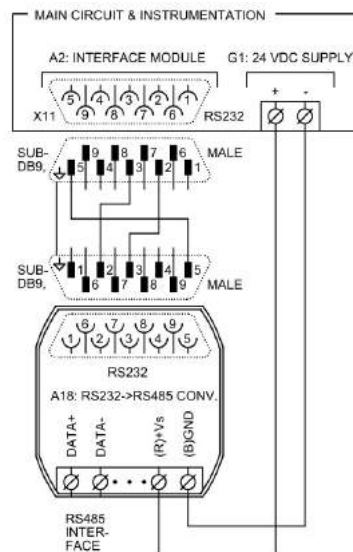 MAIN CIRCUIT & INSTRUMENTATION
A2: INTERFACE MODULE
G1: 24 VDC SUPPLY
5 4 3 2 1
9 8 7 6
X11
RS232
+ -
SUB-
DB9,
9 8 7 6
5 4 3 2 1
MALE
SUB-
DB9,
1 2 3 4 5
6 7 8 9
MALE
6 7 8 9
1 2 3 4 5
RS232
A18: RS232->RS485 CONV.
DATA+
DATA-
(R)+Vs
(B)GND
RS485
INTER-
FACE